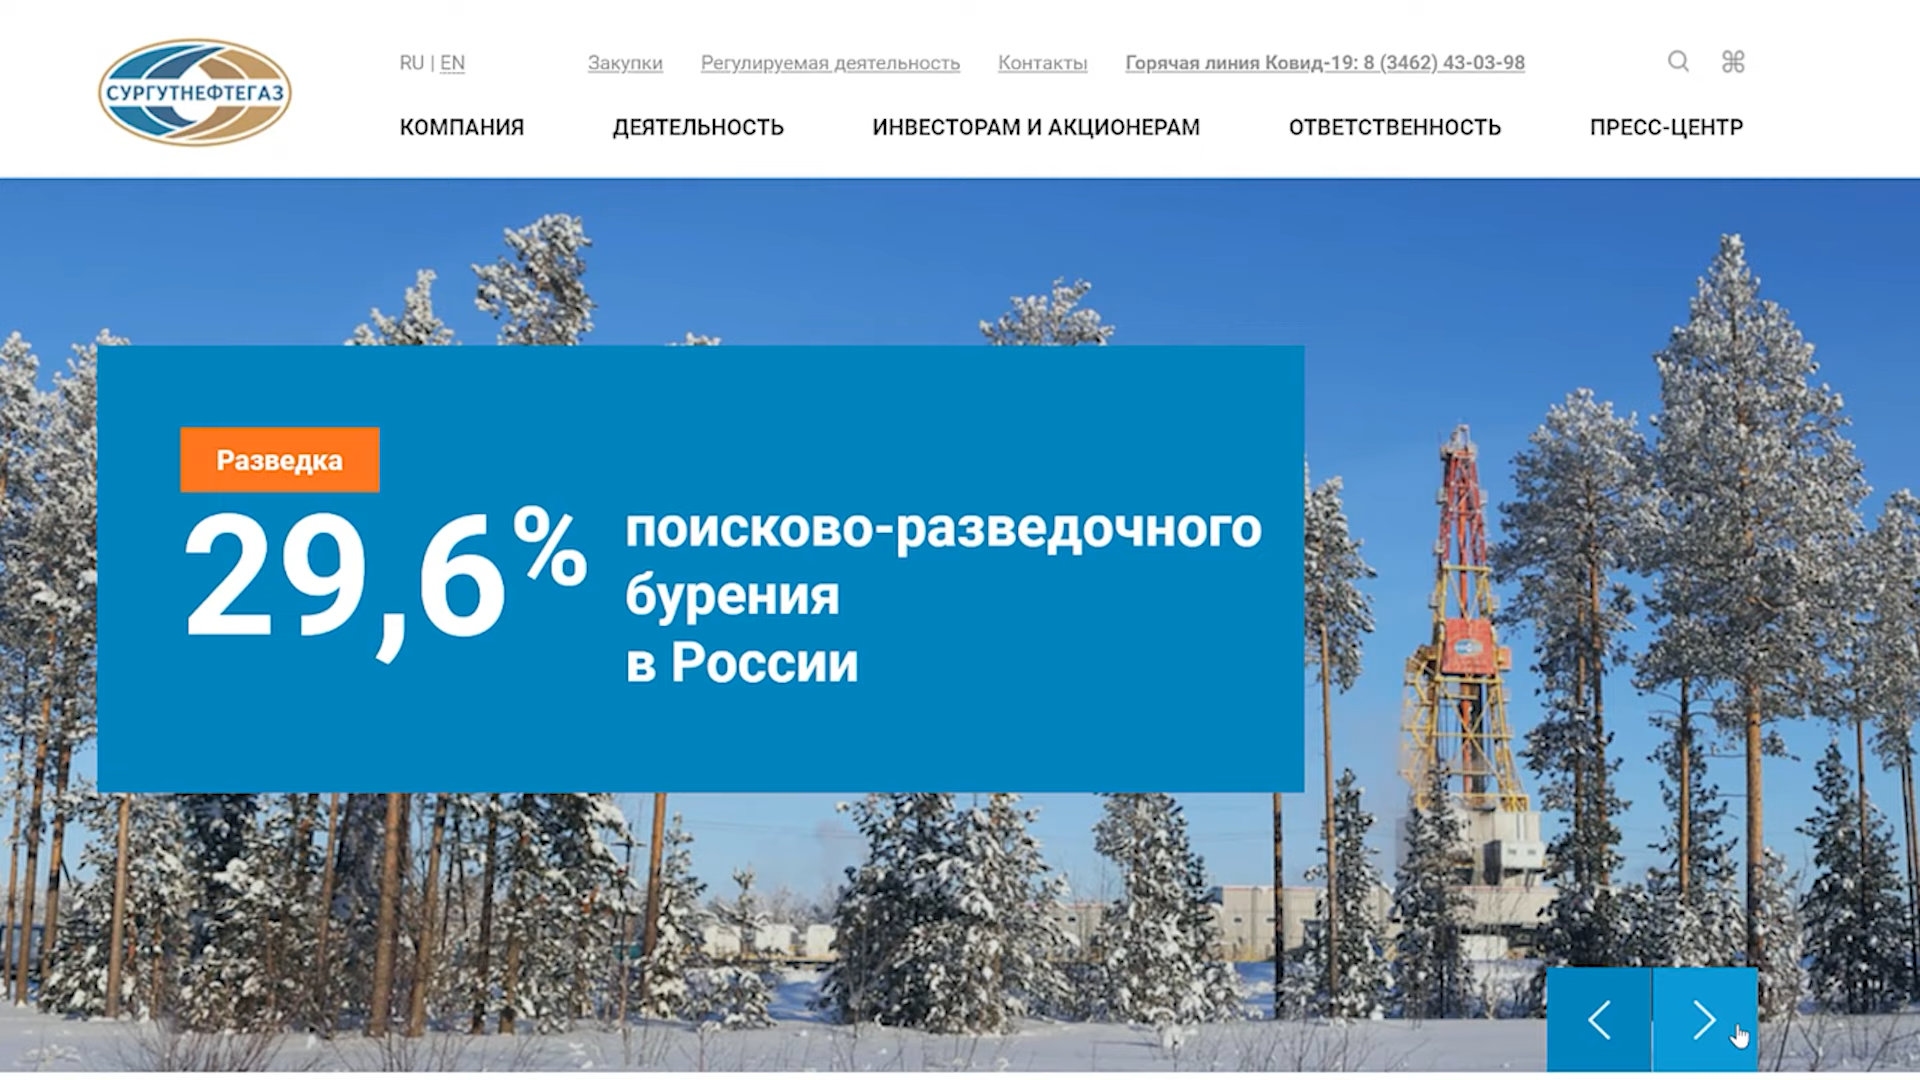 СУРГУТНЕФТЕГАЗ
RU | EN
Закупки
Регулируемая деятельность
Контакты
Горячая линия Ковид-19: 8 (3462) 43-03-98
КОМПАНИЯ
ДЕЯТЕЛЬНОСТЬ
ИНВЕСТОРАМ И АКЦИОНЕРАМ
ОТВЕТСТВЕННОСТЬ
ПРЕСС-ЦЕНТР
Разведка
29,6%
поисково-разведочного
бурения
в России